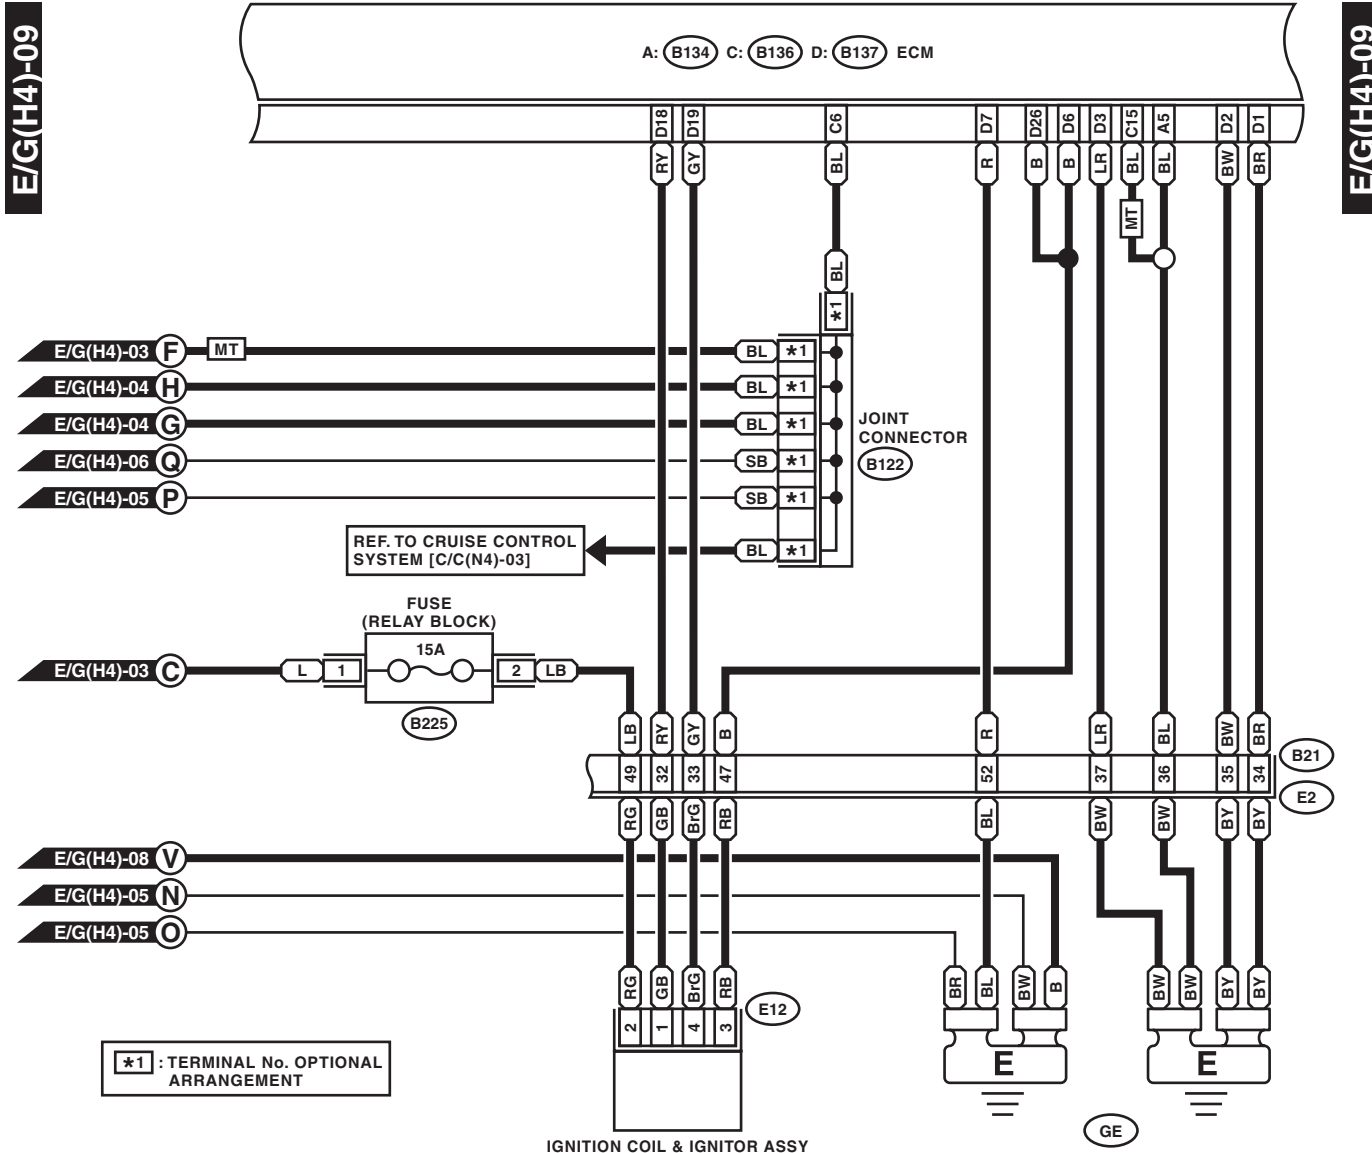 E/G(H4)-09
E/G(H4)-09
A: B134 C: B136 D: B137 ECM
D18 D19 C6 D7 D26 D6 D3 C15 A5 D2 D1
RY GY BL R B B LR BL BL BW BR
MT
BL
*1
E/G(H4)-03 F MT BL *1
E/G(H4)-04 H BL *1
E/G(H4)-04 G BL *1
E/G(H4)-06 Q SB *1
E/G(H4)-05 P SB *1
JOINT
CONNECTOR
B122
REF. TO CRUISE CONTROL
SYSTEM [C/C(N4)-03]
BL *1
FUSE
(RELAY BLOCK)
15A
E/G(H4)-03 C L 1 2 LB
B225
LB RY GY B R LR BL BW BR
49 32 33 47 52 37 36 35 34
B21
E2
RG GB BrG RB BL BW BW BY BY
E/G(H4)-08 V
E/G(H4)-05 N
E/G(H4)-05 O
RG GB BrG RB BR BL BW B BW BW BY BY
2 1 4 3
E12
E E
*1 : TERMINAL No. OPTIONAL
ARRANGEMENT
GE
IGNITION COIL & IGNITOR ASSY